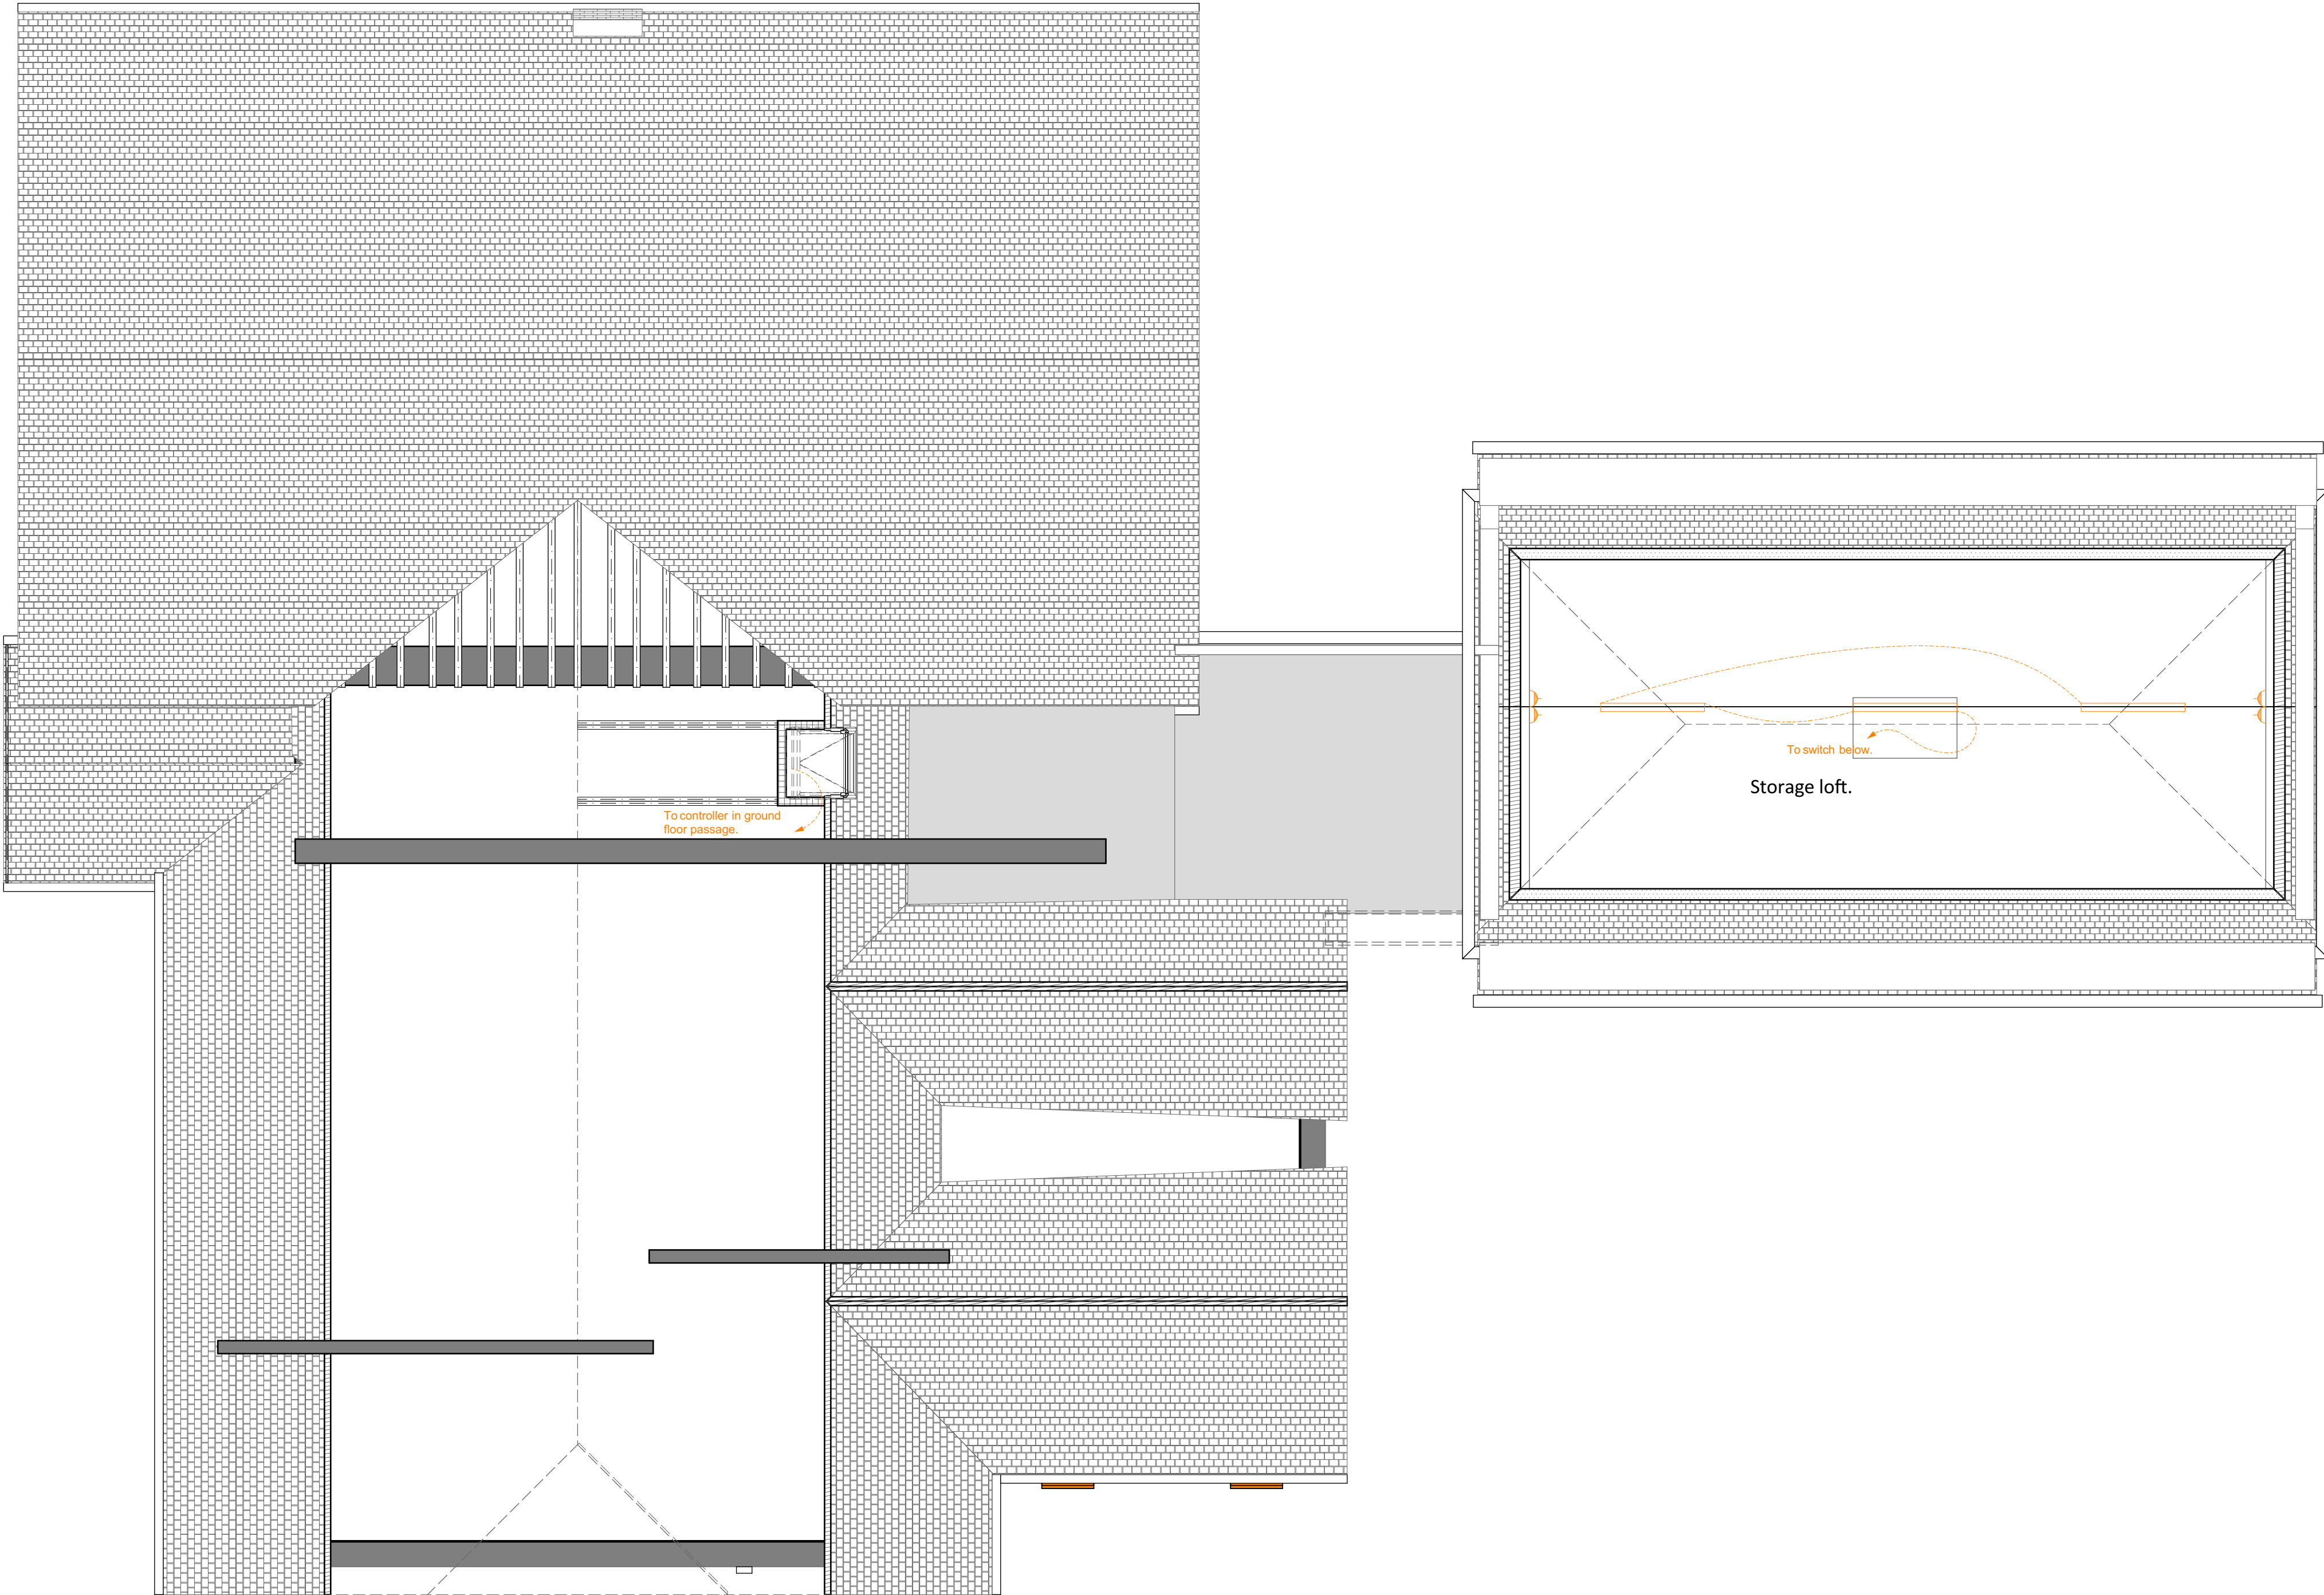 To switch below.
Storage loft.
To controller in ground
floor passage.